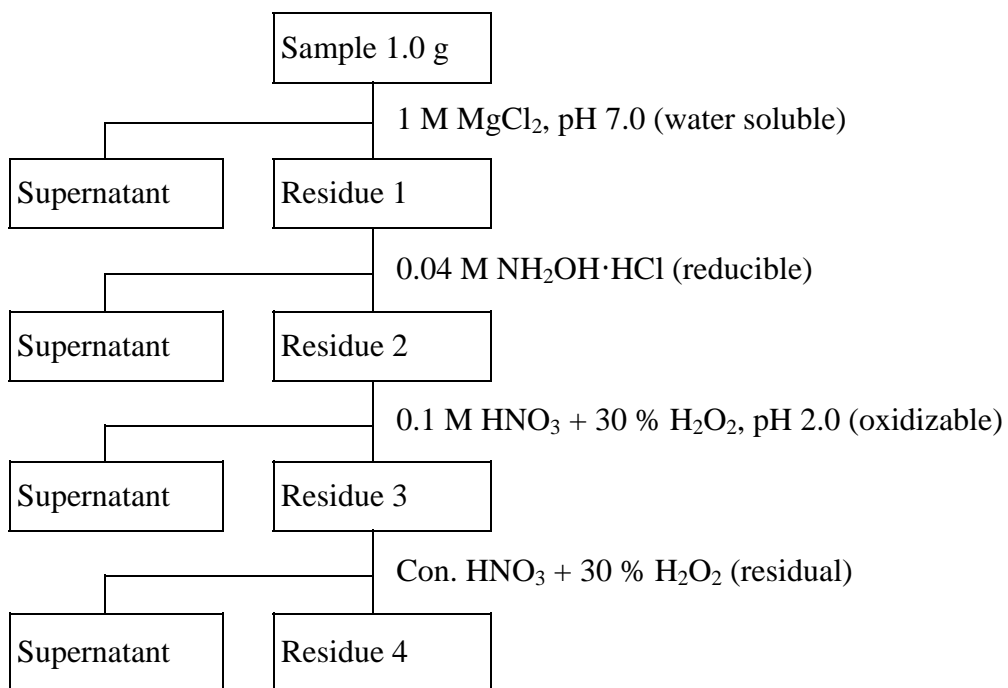 Sample 1.0 g
1 M MgCl₂, pH 7.0 (water soluble)
Supernatant
Residue 1
0.04 M NH₂OH·HCl (reducible)
Supernatant
Residue 2
0.1 M HNO₃ + 30 % H₂O₂, pH 2.0 (oxidizable)
Supernatant
Residue 3
Con. HNO₃ + 30 % H₂O₂ (residual)
Supernatant
Residue 4